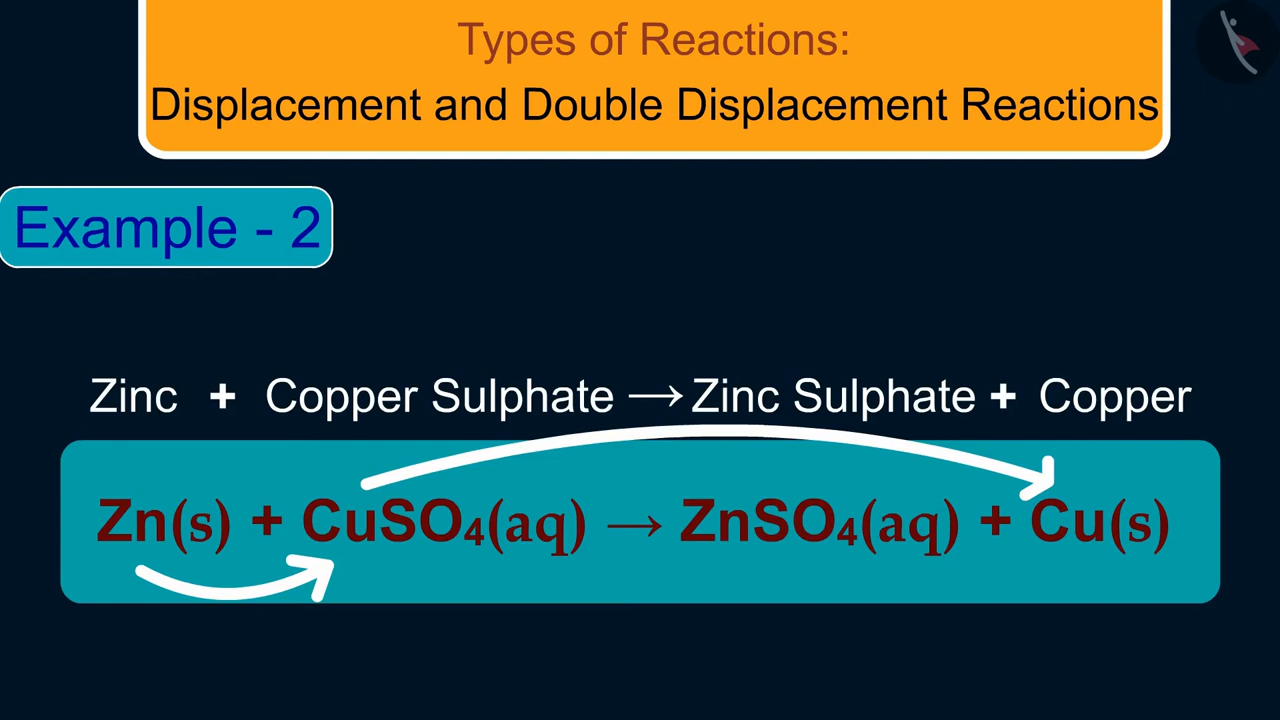 Types of Reactions:
Displacement and Double Displacement Reactions
Example - 2
Zinc + Copper Sulphate → Zinc Sulphate + Copper
Zn(s) + CuSO₄(aq) → ZnSO₄(aq) + Cu(s)